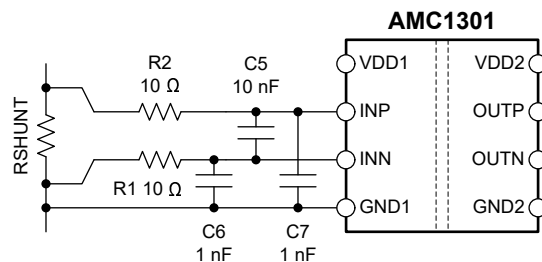 AMC1301
R2
10 Ω
C5
10 nF
VDD1
VDD2
INP
OUTP
RSHUNT
INN
OUTN
R1 10 Ω
GND1
GND2
C6
1 nF
C7
1 nF